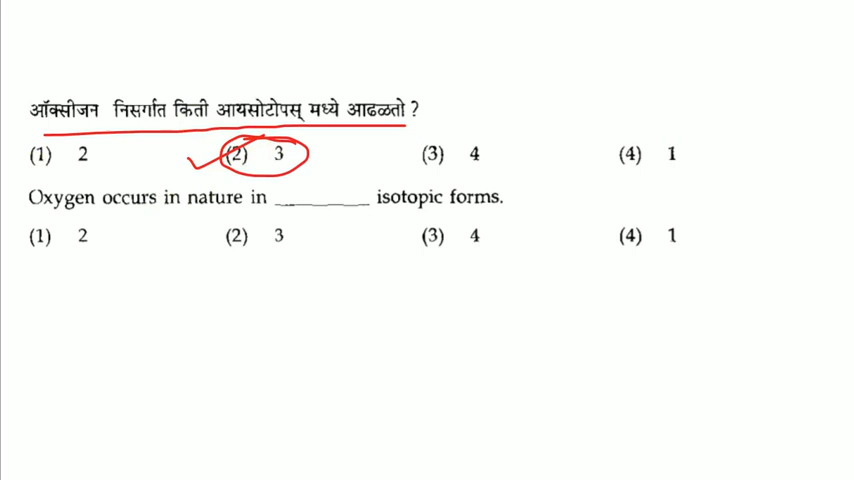 ऑक्सीजन निसर्गात किती आयसोटोपस् मध्ये आढळतो ?
(1) 2 (2) 3 (3) 4 (4) 1
Oxygen occurs in nature in ________ isotopic forms.
(1) 2 (2) 3 (3) 4 (4) 1